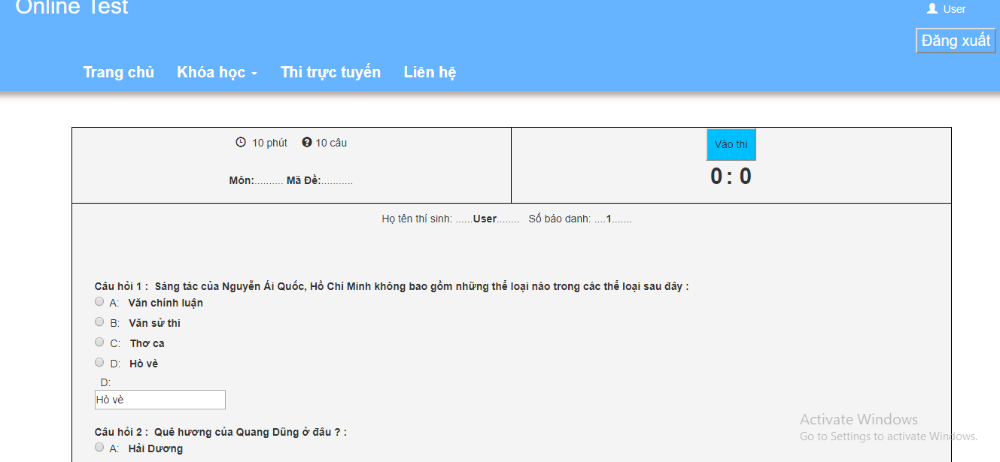 Online Test
User
Đăng xuất
Trang chủ Khóa học Thi trực tuyến Liên hệ
10 phút 10 câu
Vào thi
Môn:.......... Mã Đề:...........
0 : 0
Họ tên thí sinh: ......User........ Số báo danh: ....1.......
Câu hỏi 1 : Sáng tác của Nguyễn Ái Quốc, Hồ Chí Minh không bao gồm những thể loại nào trong các thể loại sau đây :
A: Văn chính luận
B: Văn sử thi
C: Thơ ca
D: Hò vè
D:
Hò vè
Câu hỏi 2 : Quê hương của Quang Dũng ở đâu ? :
A: Hải Dương
Activate Windows
Go to Settings to activate Windows.